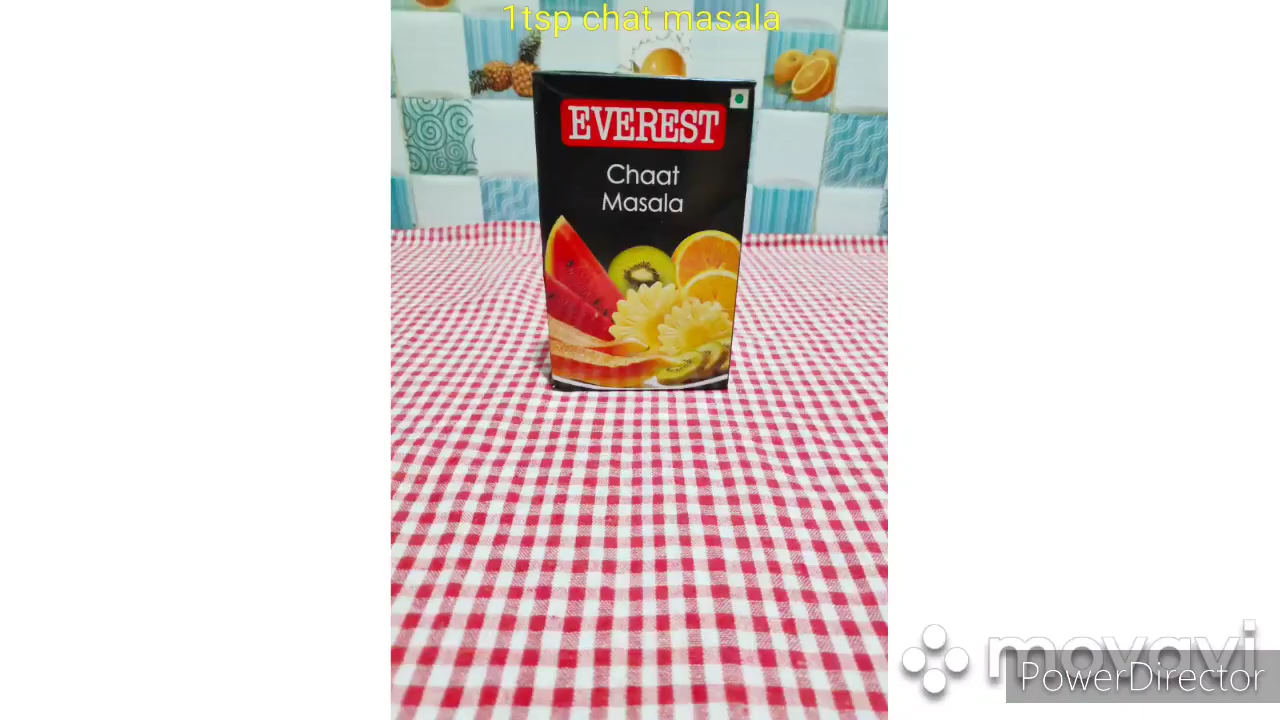 1tsp chat masala
EVEREST
Chaat
Masala
movavi
PowerDirector